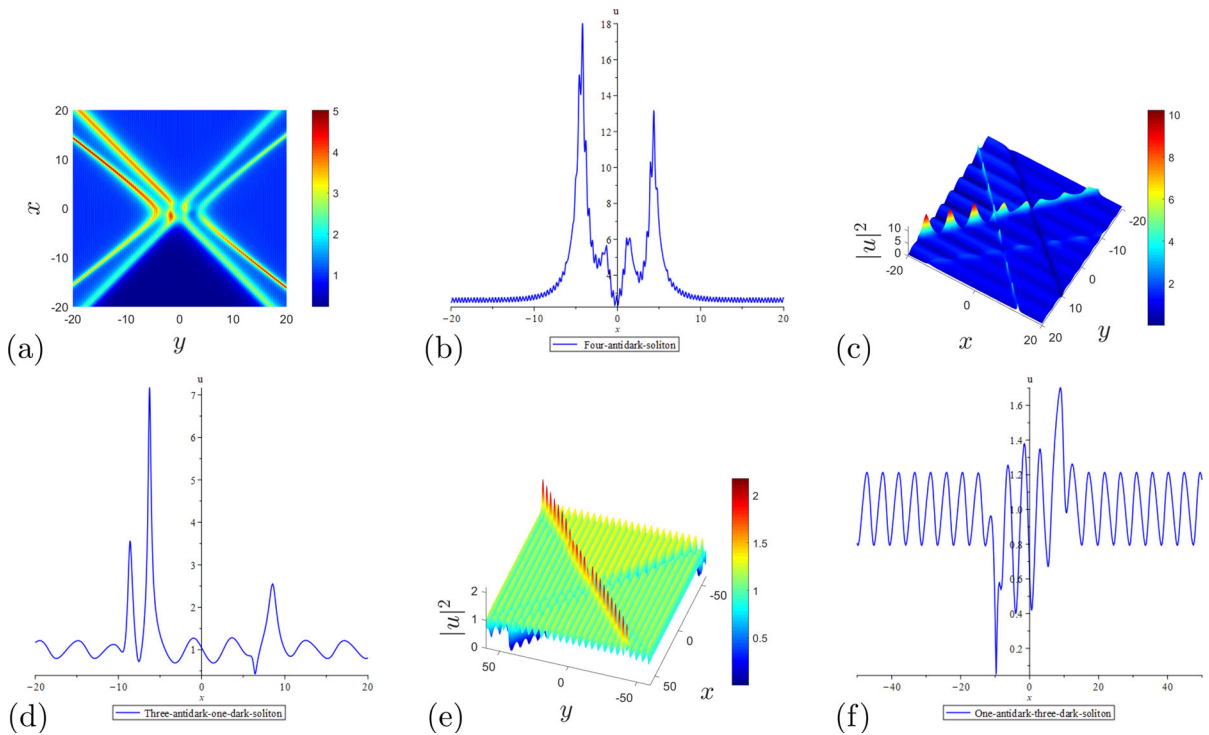 20
10
0
-10
-20
x
-20 -10 0 10 20
y
5
4
3
2
1
(a)
u
18
16
14
12
10
8
6
4
-20 -10 0 10 20
x
Four-antidark-soliton
(b)
|u|²
10
5
0
-20
0
20
x
20
10
0
-10
-20
y
10
8
6
4
2
(c)
u
7
6
5
4
3
2
1
-20 -10 0 10 20
x
Three-antidark-one-dark-soliton
(d)
|u|²
2
1
0
50
0
-50
y
50
0
-50
x
2
1.5
1
0.5
(e)
u
1.6
1.4
1.2
1.0
0.8
0.6
0.4
0.2
-40 -20 0 20 40
x
One-antidark-three-dark-soliton
(f)